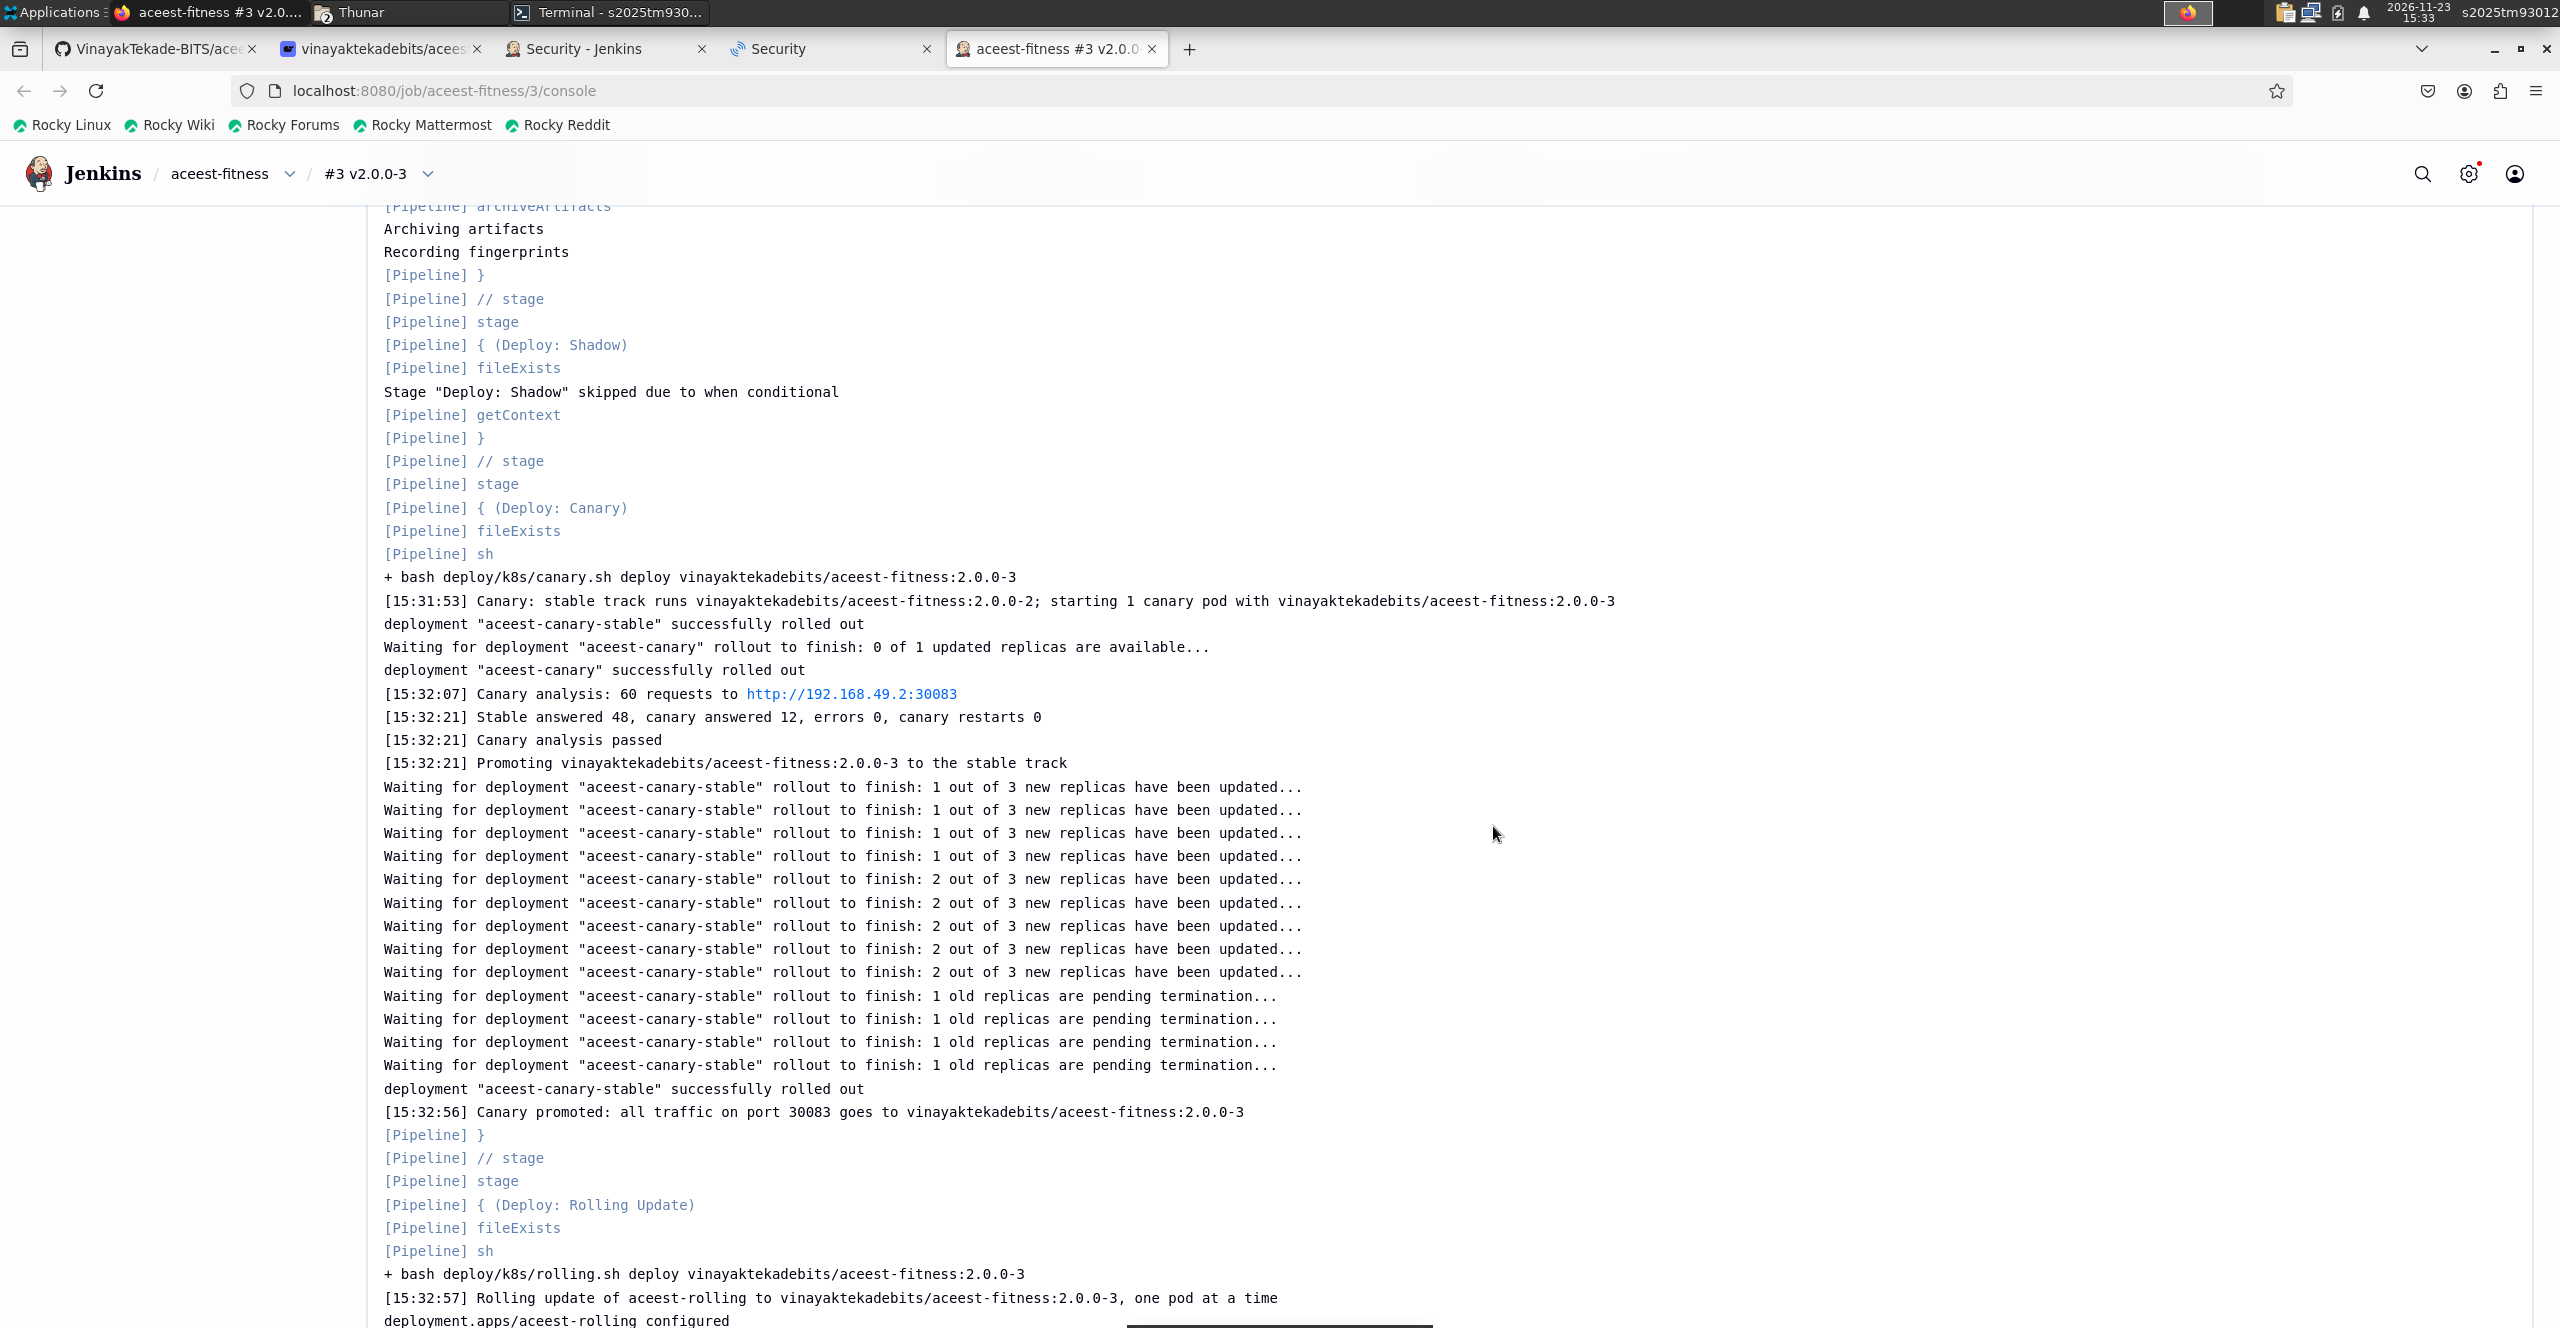 Applications
aceest-fitness #3 v2.0....
Thunar
Terminal - s2025tm930...
2026-11-23
15:33
s2025tm93012
VinayakTekade-BITS/acee
vinayaktekadebits/acees
Security - Jenkins
Security
aceest-fitness #3 v2.0.0-
localhost:8080/job/aceest-fitness/3/console
Rocky Linux
Rocky Wiki
Rocky Forums
Rocky Mattermost
Rocky Reddit
Jenkins / aceest-fitness / #3 v2.0.0-3
[Pipeline] archiveArtifacts
Archiving artifacts
Recording fingerprints
[Pipeline] }
[Pipeline] // stage
[Pipeline] stage
[Pipeline] { (Deploy: Shadow)
[Pipeline] fileExists
Stage "Deploy: Shadow" skipped due to when conditional
[Pipeline] getContext
[Pipeline] }
[Pipeline] // stage
[Pipeline] stage
[Pipeline] { (Deploy: Canary)
[Pipeline] fileExists
[Pipeline] sh
+ bash deploy/k8s/canary.sh deploy vinayaktekadebits/aceest-fitness:2.0.0-3
[15:31:53] Canary: stable track runs vinayaktekadebits/aceest-fitness:2.0.0-2; starting 1 canary pod with vinayaktekadebits/aceest-fitness:2.0.0-3
deployment "aceest-canary-stable" successfully rolled out
Waiting for deployment "aceest-canary" rollout to finish: 0 of 1 updated replicas are available...
deployment "aceest-canary" successfully rolled out
[15:32:07] Canary analysis: 60 requests to http://192.168.49.2:30083
[15:32:21] Stable answered 48, canary answered 12, errors 0, canary restarts 0
[15:32:21] Canary analysis passed
[15:32:21] Promoting vinayaktekadebits/aceest-fitness:2.0.0-3 to the stable track
Waiting for deployment "aceest-canary-stable" rollout to finish: 1 out of 3 new replicas have been updated...
Waiting for deployment "aceest-canary-stable" rollout to finish: 1 out of 3 new replicas have been updated...
Waiting for deployment "aceest-canary-stable" rollout to finish: 1 out of 3 new replicas have been updated...
Waiting for deployment "aceest-canary-stable" rollout to finish: 1 out of 3 new replicas have been updated...
Waiting for deployment "aceest-canary-stable" rollout to finish: 2 out of 3 new replicas have been updated...
Waiting for deployment "aceest-canary-stable" rollout to finish: 2 out of 3 new replicas have been updated...
Waiting for deployment "aceest-canary-stable" rollout to finish: 2 out of 3 new replicas have been updated...
Waiting for deployment "aceest-canary-stable" rollout to finish: 2 out of 3 new replicas have been updated...
Waiting for deployment "aceest-canary-stable" rollout to finish: 2 out of 3 new replicas have been updated...
Waiting for deployment "aceest-canary-stable" rollout to finish: 1 old replicas are pending termination...
Waiting for deployment "aceest-canary-stable" rollout to finish: 1 old replicas are pending termination...
Waiting for deployment "aceest-canary-stable" rollout to finish: 1 old replicas are pending termination...
Waiting for deployment "aceest-canary-stable" rollout to finish: 1 old replicas are pending termination...
deployment "aceest-canary-stable" successfully rolled out
[15:32:56] Canary promoted: all traffic on port 30083 goes to vinayaktekadebits/aceest-fitness:2.0.0-3
[Pipeline] }
[Pipeline] // stage
[Pipeline] stage
[Pipeline] { (Deploy: Rolling Update)
[Pipeline] fileExists
[Pipeline] sh
+ bash deploy/k8s/rolling.sh deploy vinayaktekadebits/aceest-fitness:2.0.0-3
[15:32:57] Rolling update of aceest-rolling to vinayaktekadebits/aceest-fitness:2.0.0-3, one pod at a time
deployment.apps/aceest-rolling configured